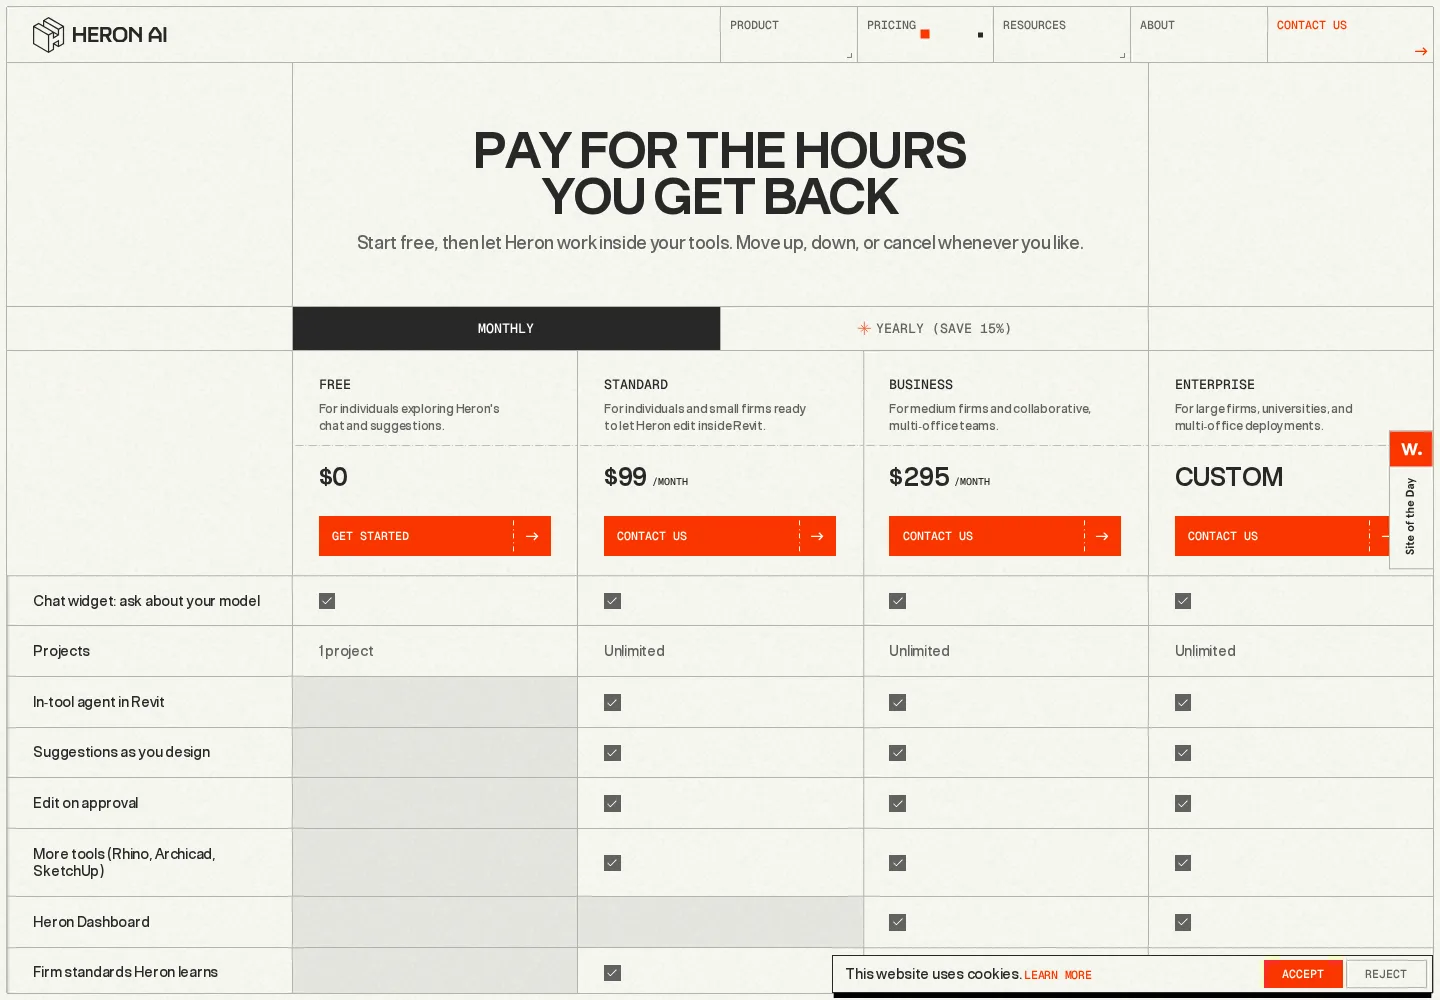 HERON AI
PRODUCT
PRICING
RESOURCES
ABOUT
CONTACT US
PAY FOR THE HOURS
YOU GET BACK
Start free, then let Heron work inside your tools. Move up, down, or cancel whenever you like.
MONTHLY
YEARLY (SAVE 15%)
FREE
For individuals exploring Heron's
chat and suggestions.
$0
GET STARTED
STANDARD
For individuals and small firms ready
to let Heron edit inside Revit.
$99 /MONTH
CONTACT US
BUSINESS
For medium firms and collaborative,
multi-office teams.
$295 /MONTH
CONTACT US
ENTERPRISE
For large firms, universities, and
multi-office deployments.
CUSTOM
CONTACT US
W.
Site of the Day
Chat widget: ask about your model
Projects
1 project
Unlimited
Unlimited
Unlimited
In-tool agent in Revit
Suggestions as you design
Edit on approval
More tools (Rhino, Archicad,
SketchUp)
Heron Dashboard
Firm standards Heron learns
This website uses cookies. LEARN MORE
ACCEPT
REJECT